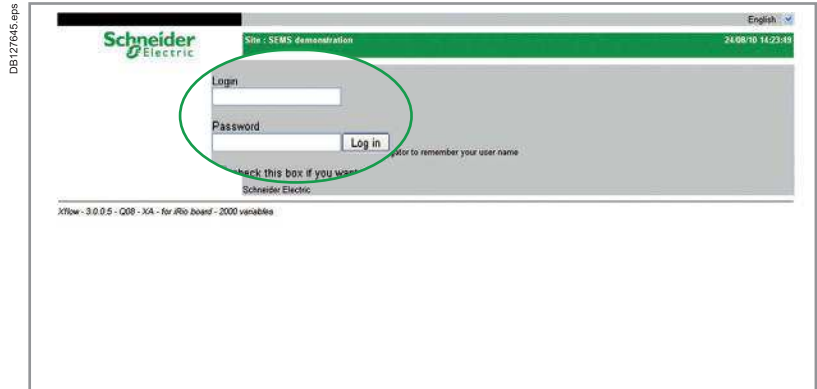 DB127645.eps
English
Schneider
Electric
Site : SEMS demonstration
24/08/10 14:23:49
Login
Password
Log in
to remember your user name
check this box if you want
Schneider Electric
Xflow - 3.0.0.5 - Q08 - XA - for iRio board - 2000 variables